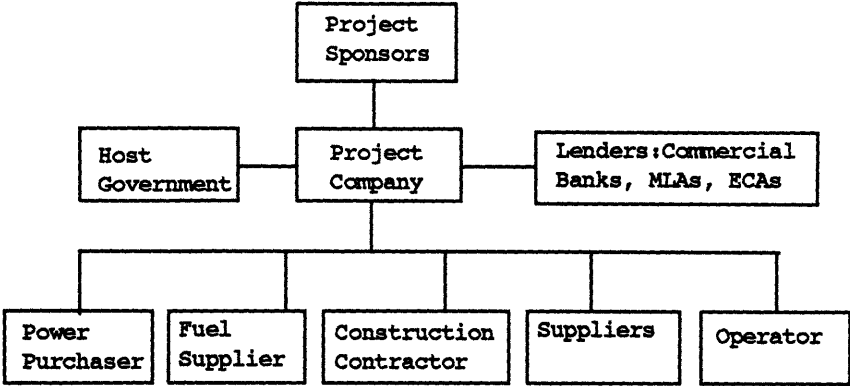 Project
Sponsors
Host
Government
Project
Company
Lenders:Commercial
Banks, MLAs, ECAs
Power
Purchaser
Fuel
Supplier
Construction
Contractor
Suppliers
Operator